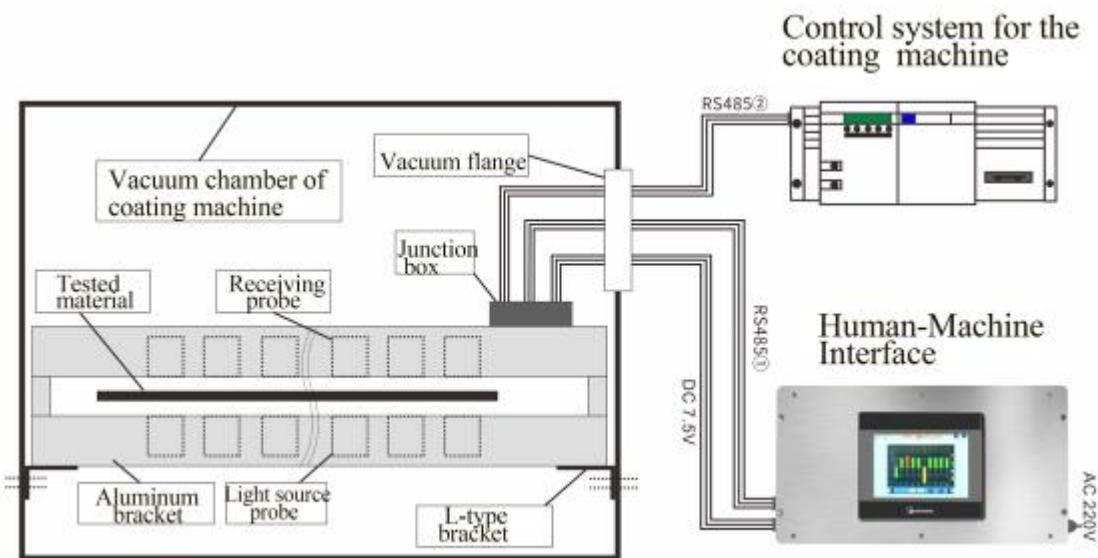 Control system for the
coating machine
RS485②
Vacuum flange
Vacuum chamber of
coating machine
Junction
box
Tested
material
Receiving
probe
RS485①
DC 7.5V
Human-Machine
Interface
AC 220V
Aluminum
bracket
Light source
probe
L-type
bracket